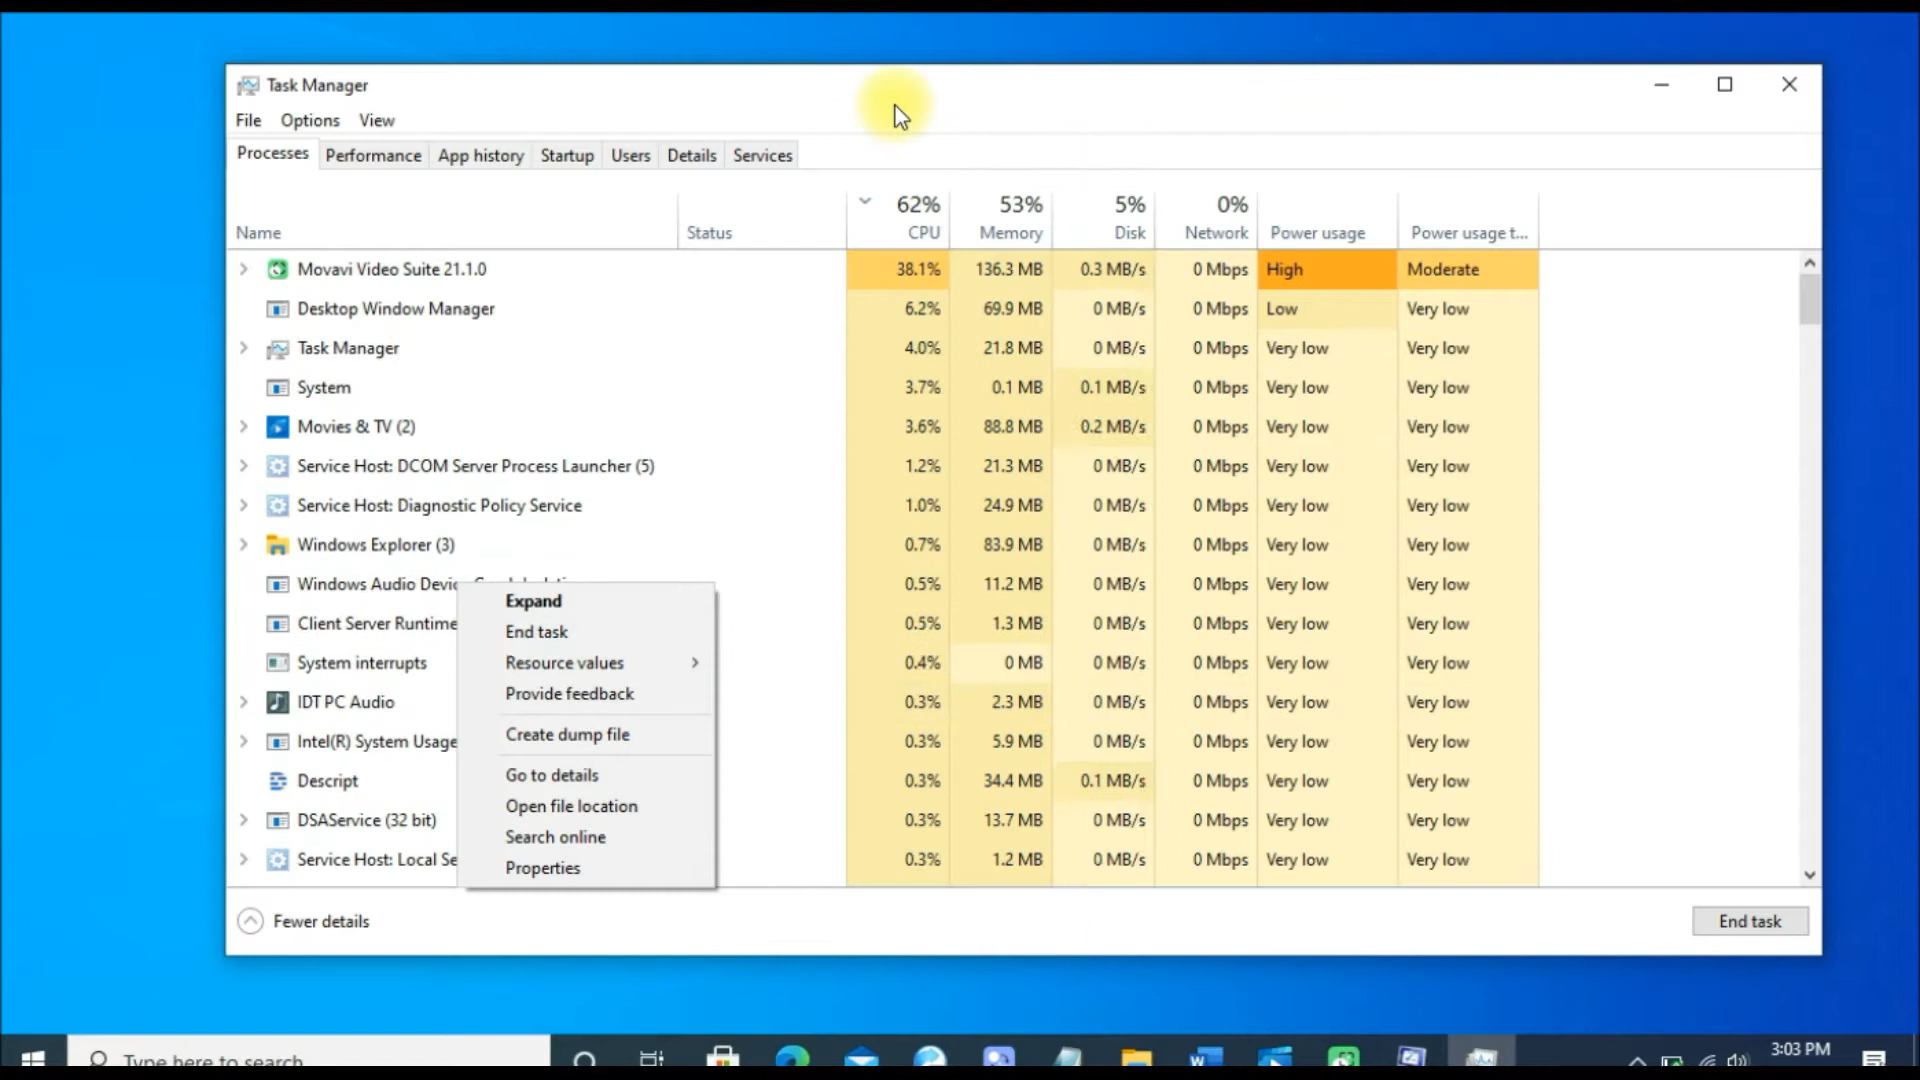 Task Manager
File Options View
Processes Performance App history Startup Users Details Services
62% 53% 5% 0%
Name Status CPU Memory Disk Network Power usage Power usage t...
Movavi Video Suite 21.1.0 38.1% 136.3 MB 0.3 MB/s 0 Mbps High Moderate
Desktop Window Manager 6.2% 69.9 MB 0 MB/s 0 Mbps Low Very low
Task Manager 4.0% 21.8 MB 0 MB/s 0 Mbps Very low Very low
System 3.7% 0.1 MB 0.1 MB/s 0 Mbps Very low Very low
Movies & TV (2) 3.6% 88.8 MB 0.2 MB/s 0 Mbps Very low Very low
Service Host: DCOM Server Process Launcher (5) 1.2% 21.3 MB 0 MB/s 0 Mbps Very low Very low
Service Host: Diagnostic Policy Service 1.0% 24.9 MB 0 MB/s 0 Mbps Very low Very low
Windows Explorer (3) 0.7% 83.9 MB 0 MB/s 0 Mbps Very low Very low
Windows Audio 0.5% 11.2 MB 0 MB/s 0 Mbps Very low Very low
Client Server Runtime 0.5% 1.3 MB 0 MB/s 0 Mbps Very low Very low
System interrupts 0.4% 0 MB 0 MB/s 0 Mbps Very low Very low
IDT PC Audio 0.3% 2.3 MB 0 MB/s 0 Mbps Very low Very low
Intel(R) System Usage 0.3% 5.9 MB 0 MB/s 0 Mbps Very low Very low
Descript 0.3% 34.4 MB 0.1 MB/s 0 Mbps Very low Very low
DSAService (32 bit) 0.3% 13.7 MB 0 MB/s 0 Mbps Very low Very low
Service Host: Local Se 0.3% 1.2 MB 0 MB/s 0 Mbps Very low Very low
Expand
End task
Resource values
Provide feedback
Create dump file
Go to details
Open file location
Search online
Properties
Fewer details End task
Type here to search 3:03 PM